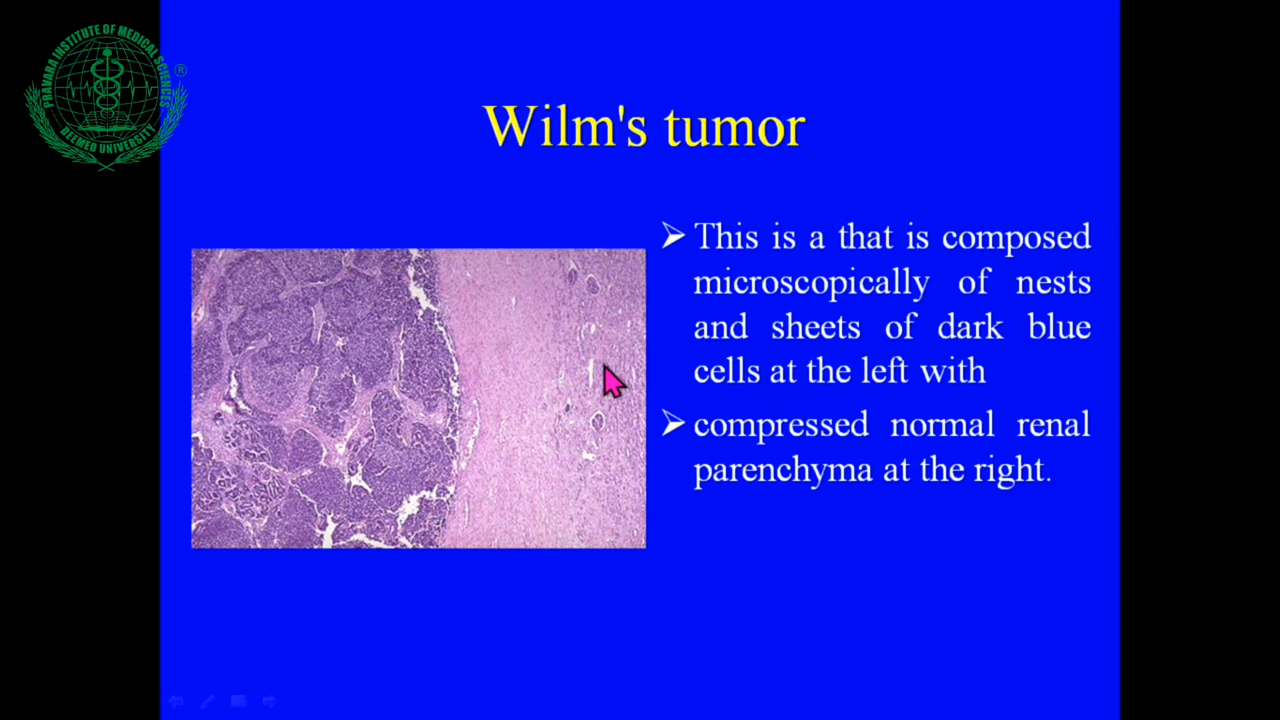 PRAVARA INSTITUTE OF MEDICAL SCIENCES
DEEMED UNIVERSITY
®
Wilm's tumor
This is a that is composed
microscopically of nests
and sheets of dark blue
cells at the left with
compressed normal renal
parenchyma at the right.